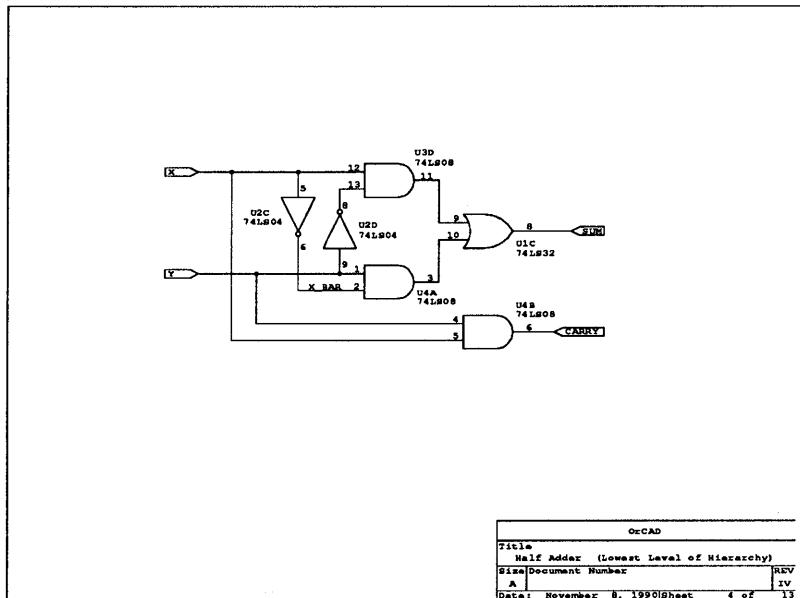 U3D
74LS08
X
12
11
13
5
8
U2C
74LS04
U2D
74LS04
9
10
8
SUM
U1C
74LS32
6
9
Y
1
3
X_BAR
2
U4A
74LS08
U4B
74LS08
4
6
CARRY
5
OrCAD
Title
Half Adder (Lowest Level of Hierarchy)
Size Document Number REV
A IV
Date: November 8, 1990 Sheet 4 of 13